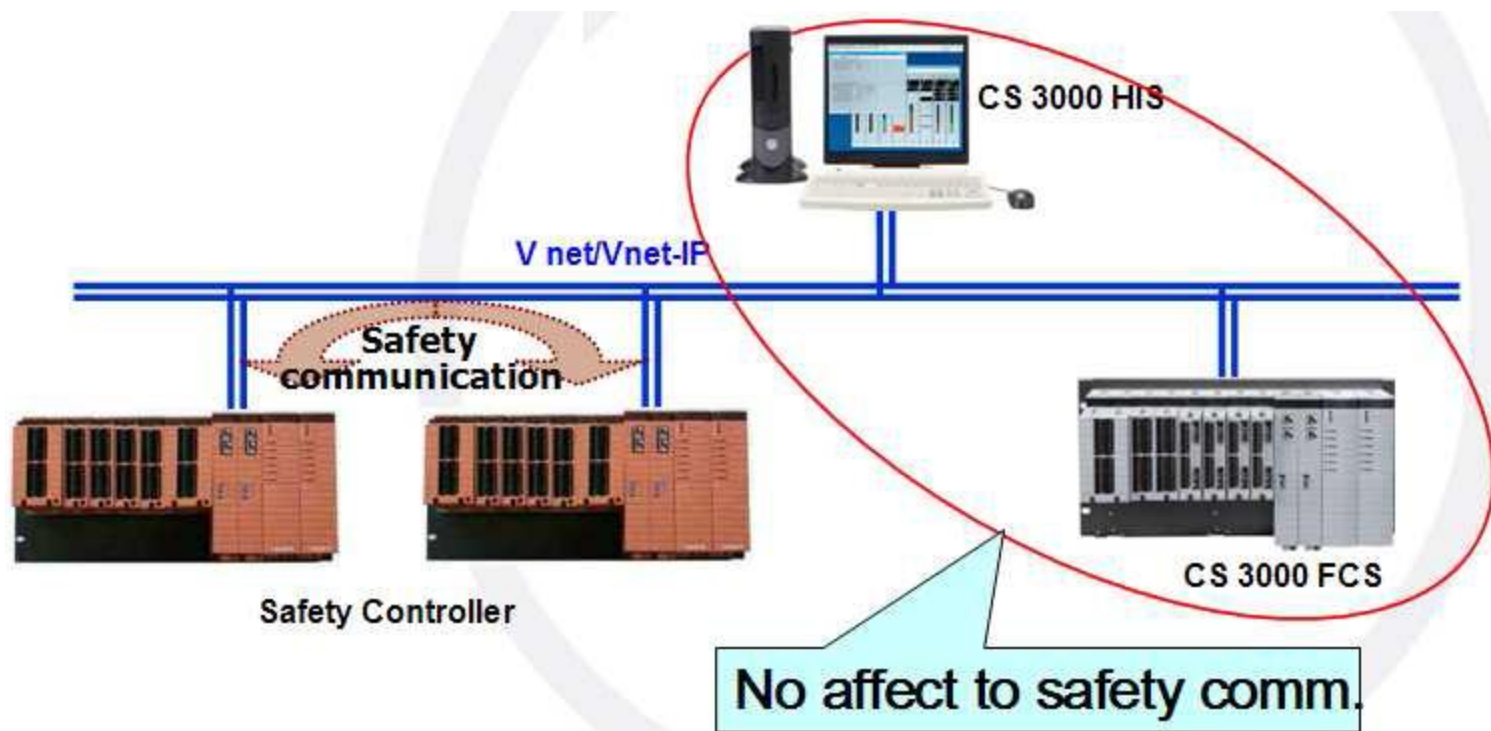 CS 3000 HIS
V net/Vnet-IP
Safety
communication
CS 3000 FCS
Safety Controller
No affect to safety comm.